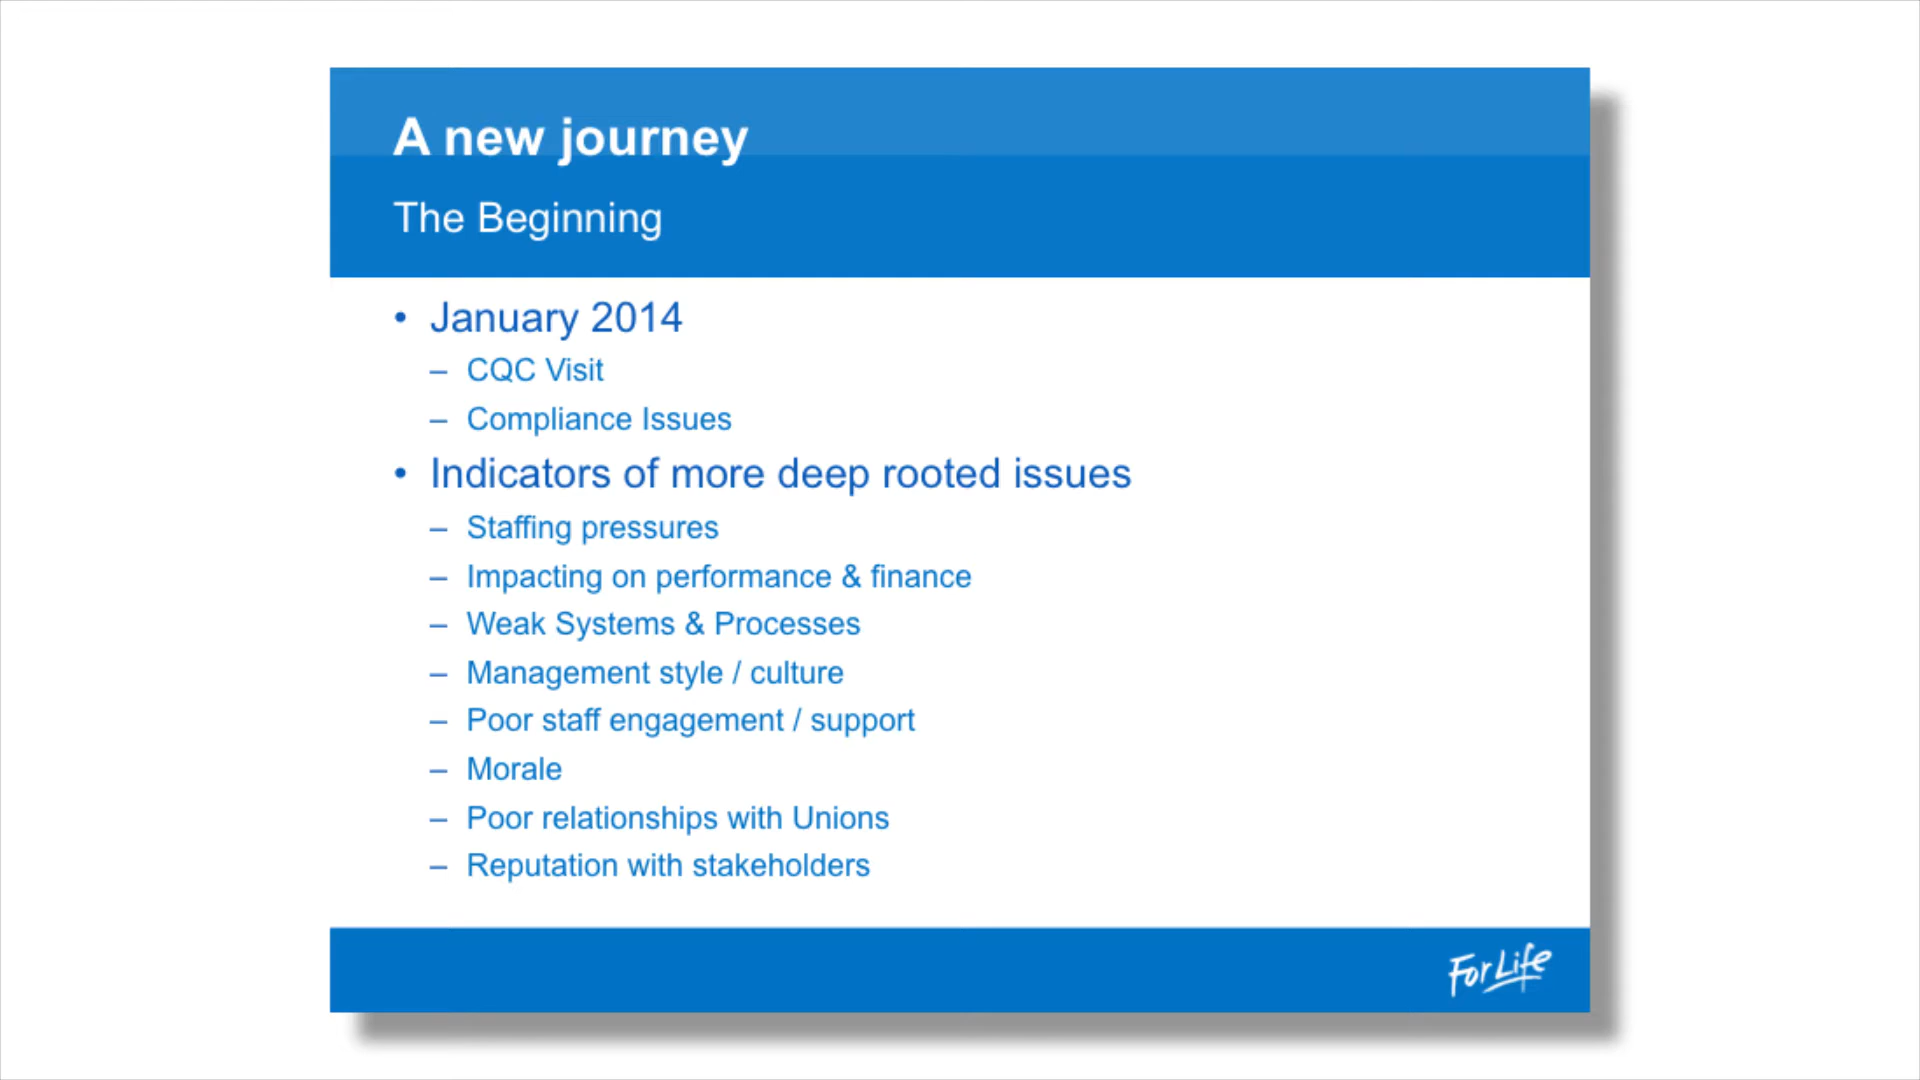 A new journey
The Beginning
• January 2014
– CQC Visit
– Compliance Issues
• Indicators of more deep rooted issues
– Staffing pressures
– Impacting on performance & finance
– Weak Systems & Processes
– Management style / culture
– Poor staff engagement / support
– Morale
– Poor relationships with Unions
– Reputation with stakeholders
For Life